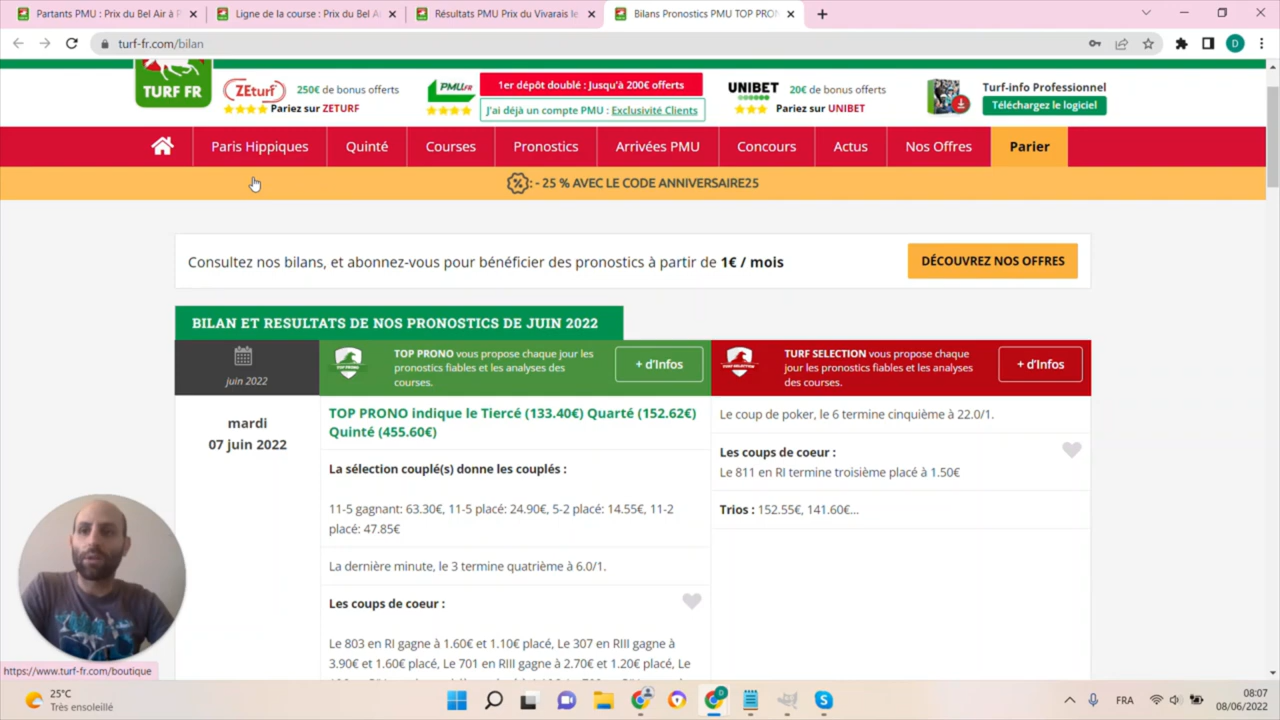 Partants PMU : Prix du Bel Air à P
Ligne de la course : Prix du Bel Ai
Résultats PMU Prix du Vivarais le
Bilans Pronostics PMU TOP PRON
turf-fr.com/bilan
D
TURF FR
ZEturf
250€ de bonus offerts
Pariez sur ZETURF
PMU.fr
1er dépôt doublé : Jusqu'à 200€ offerts
J'ai déjà un compte PMU : Exclusivité Clients
UNIBET
20€ de bonus offerts
Pariez sur UNIBET
Turf-info Professionnel
Téléchargez le logiciel
Paris Hippiques
Quinté
Courses
Pronostics
Arrivées PMU
Concours
Actus
Nos Offres
Parier
: - 25 % AVEC LE CODE ANNIVERSAIRE25
Consultez nos bilans, et abonnez-vous pour bénéficier des pronostics à partir de 1€ / mois
DÉCOUVREZ NOS OFFRES
BILAN ET RESULTATS DE NOS PRONOSTICS DE JUIN 2022
juin 2022
TOP PRONO vous propose chaque jour les
pronostics fiables et les analyses des
courses.
+ d'Infos
TURF SELECTION vous propose chaque
jour les pronostics fiables et les analyses
des courses.
+ d'Infos
mardi
07 juin 2022
TOP PRONO indique le Tiercé (133.40€) Quarté (152.62€)
Quinté (455.60€)
La sélection couplé(s) donne les couplés :
11-5 gagnant: 63.30€, 11-5 placé: 24.90€, 5-2 placé: 14.55€, 11-2
placé: 47.85€
La dernière minute, le 3 termine quatrième à 6.0/1.
Les coups de coeur :
Le 803 en RI gagne à 1.60€ et 1.10€ placé, Le 307 en RIII gagne à
3.90€ et 1.60€ placé, Le 701 en RIII gagne à 2.70€ et 1.20€ placé, Le
Le coup de poker, le 6 termine cinquième à 22.0/1.
Les coups de coeur :
Le 811 en RI termine troisième placé à 1.50€
Trios : 152.55€, 141.60€...
https://www.turf-fr.com/boutique
25°C
Très ensoleillé
FRA
08:07
08/06/2022